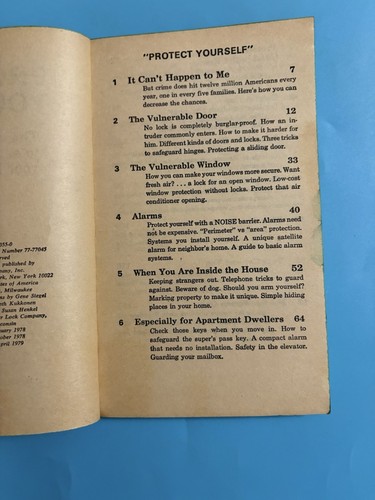 "PROTECT YOURSELF"
1 It Can't Happen to Me 7
But crime does hit twelve million Americans every
year, one in every five families. Here's how you can
decrease the chances.
2 The Vulnerable Door 12
No lock is completely burglar-proof. How an in-
truder commonly enters. How to make it harder for
him. Different kinds of doors and locks. Three tricks
to safeguard hinges. Protecting a sliding door.
3 The Vulnerable Window 33
How you can make your windows more secure. Want
fresh air? . . . a lock for an open window. Low-cost
window protection without locks. Protect that air
conditioner opening.
4 Alarms 40
Protect yourself with a NOISE barrier. Alarms need
not be expensive. "Perimeter" vs "area" protection.
Systems you install yourself. A unique satellite
alarm for neighbor's home. A guide to basic alarm
systems.
5 When You Are Inside the House 52
Keeping strangers out. Telephone tricks to guard
against. Beware of dog. Should you arm yourself?
Marking property to make it unique. Simple hiding
places in your home.
6 Especially for Apartment Dwellers 64
Check those keys when you move in. How to
safeguard the super's pass key. A compact alarm
that needs no installation. Safety in the elevator.
Guarding your mailbox.
Number 77-77045
published by
New York 10022
of America
Milwaukee
by Gene Siegel
Kukkonen
Susan Henkel
Lock Company,
1978
1978
April 1979